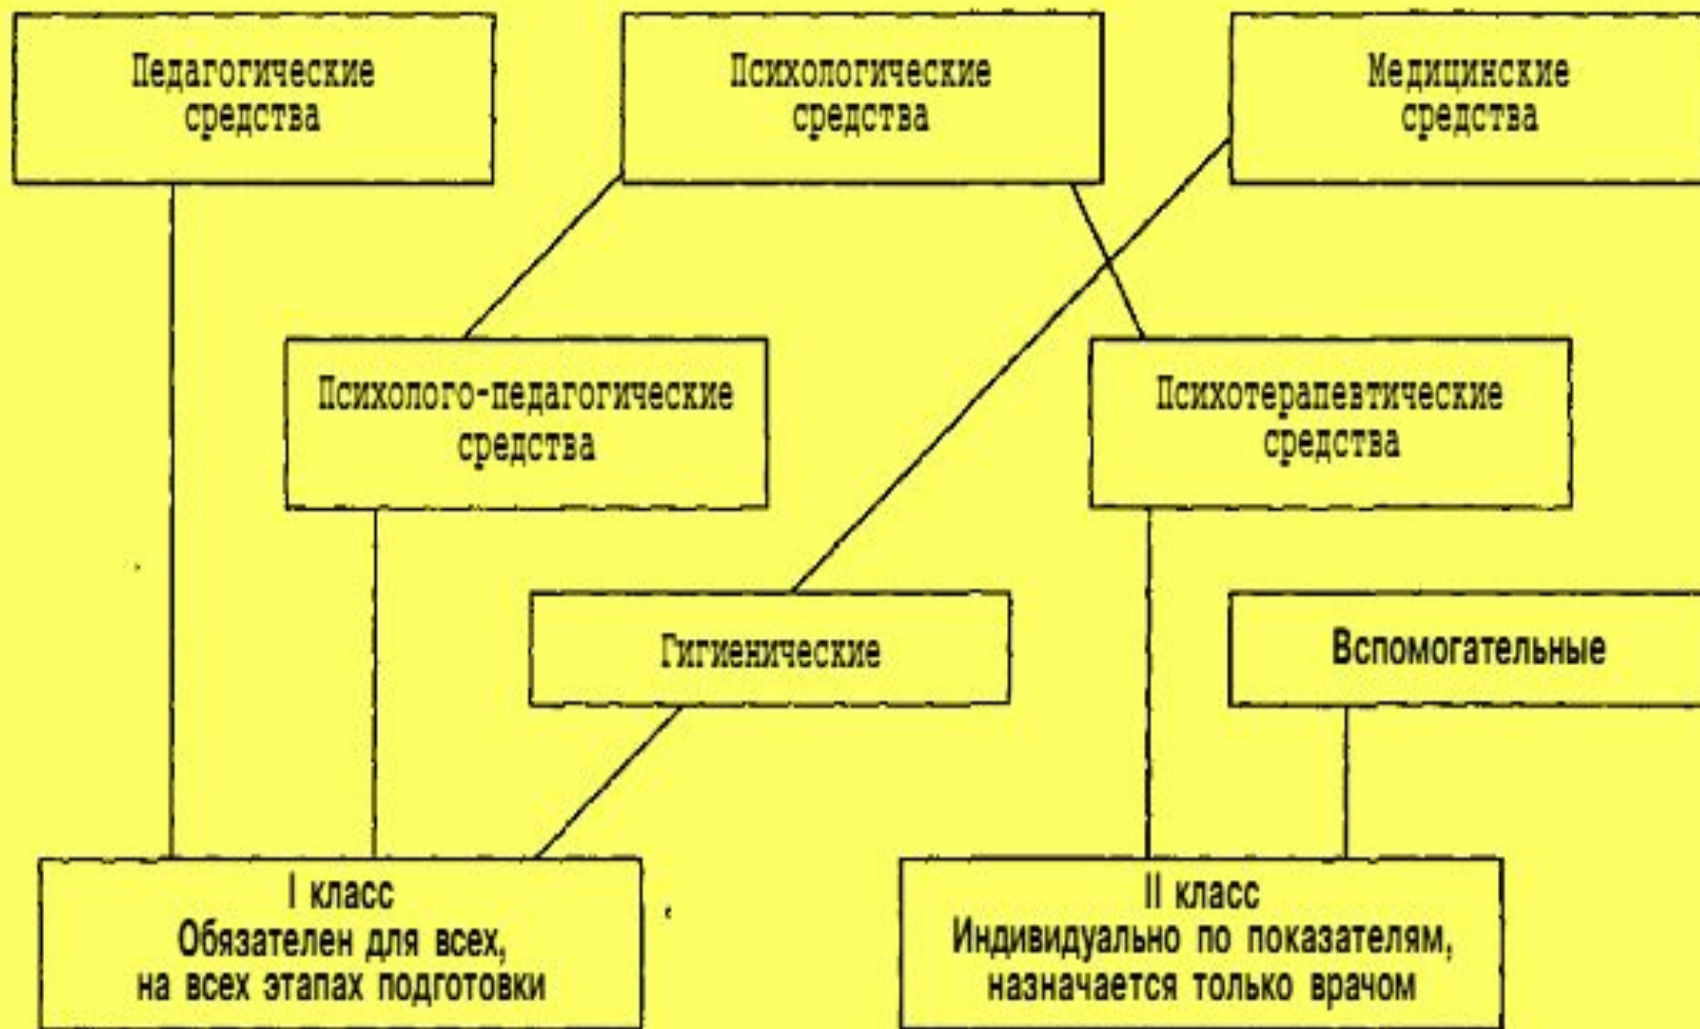 Педагогические
средства
Психологические
средства
Медицинские
средства
Психолого-педагогические
средства
Психотерапевтические
средства
Гигиенические
Вспомогательные
I класс
Обязателен для всех,
на всех этапах подготовки
II класс
Индивидуально по показателям,
назначается только врачом